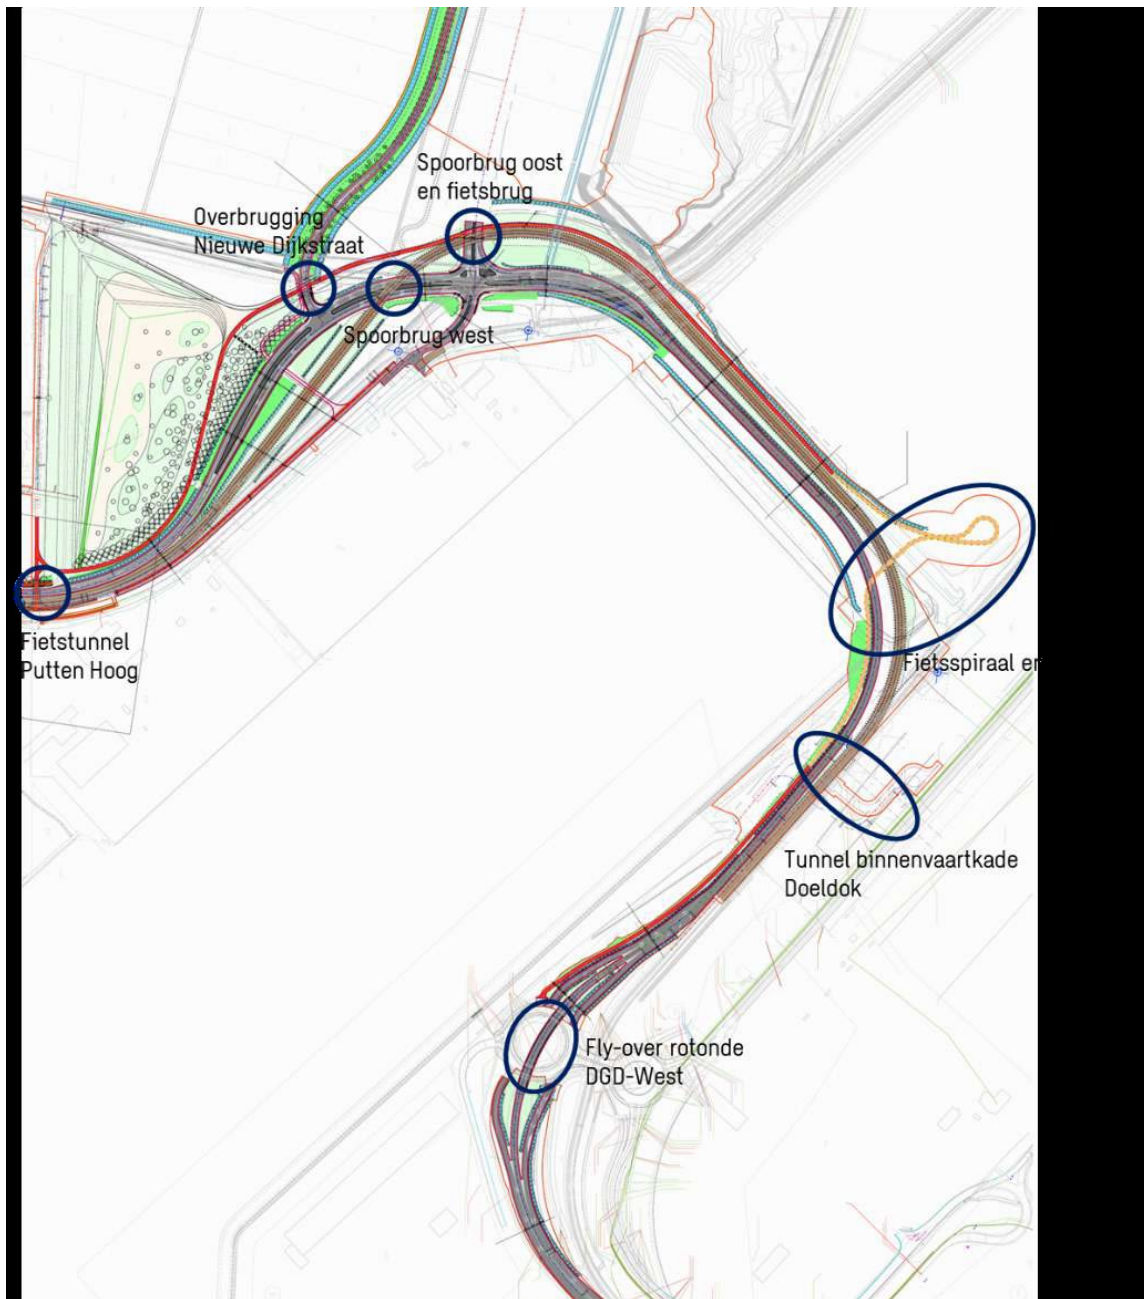 Spoorbrug oost
en fietsbrug
Overbrugging
Nieuwe Dijkstraat
Spoorbrug west
Fietstunnel
Putten Hoog
Fietsspiraal en
Tunnel binnenvaartkade
Doeldok
Fly-over rotonde
DGD-West